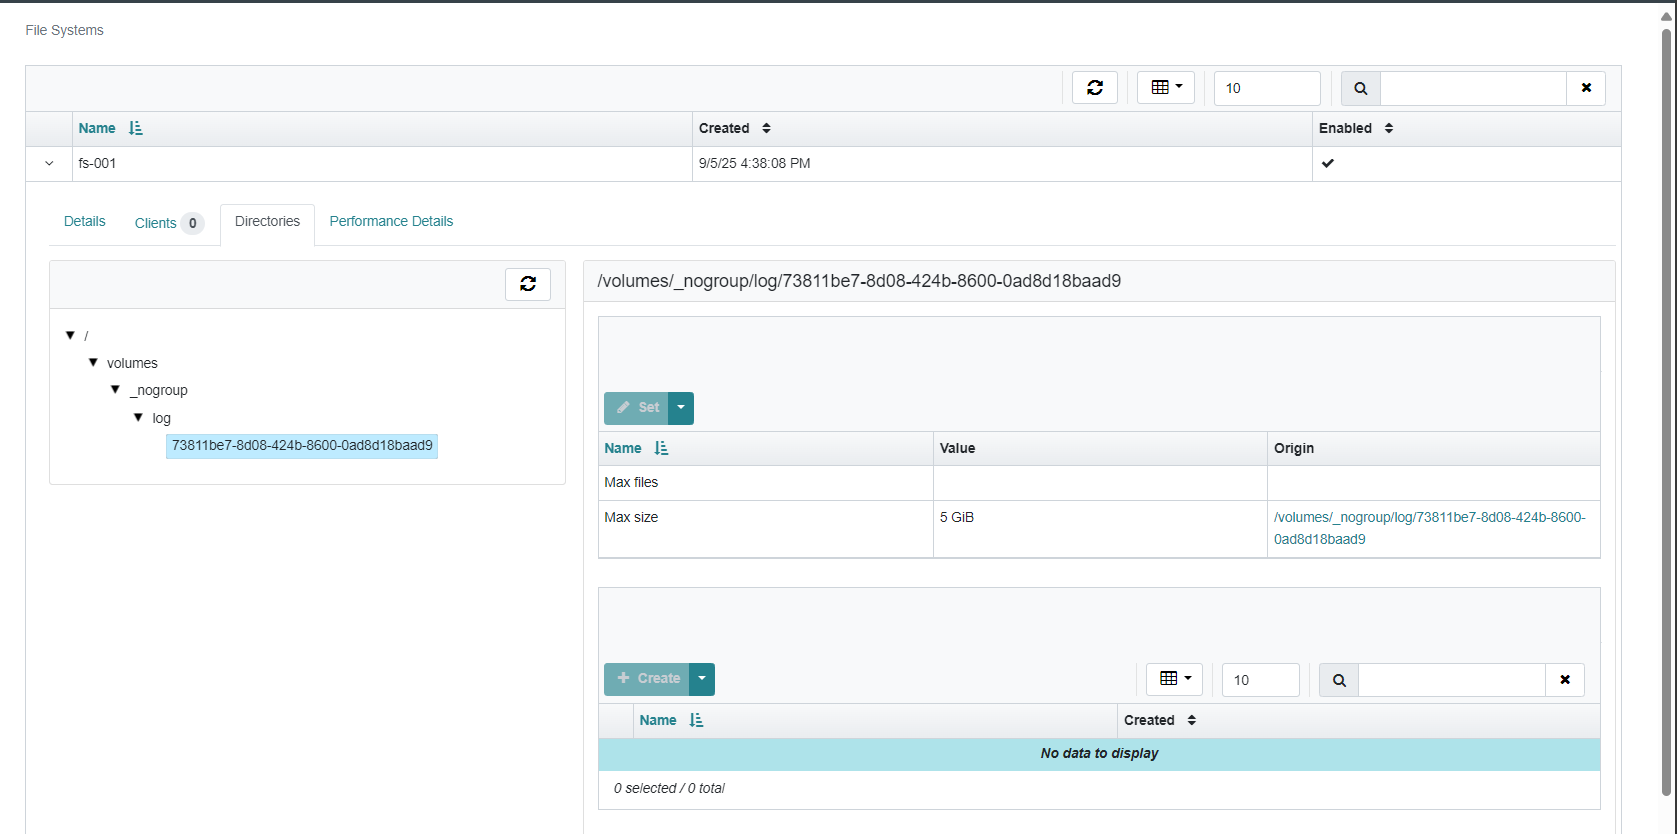 File Systems
10
Name Created Enabled
fs-001 9/5/25 4:38:08 PM
Details Clients 0 Directories Performance Details
/volumes/_nogroup/log/73811be7-8d08-424b-8600-0ad8d18baad9
/
volumes
_nogroup
log
73811be7-8d08-424b-8600-0ad8d18baad9
Set
Name Value Origin
Max files
Max size 5 GiB /volumes/_nogroup/log/73811be7-8d08-424b-8600-
0ad8d18baad9
Create 10
Name Created
No data to display
0 selected / 0 total